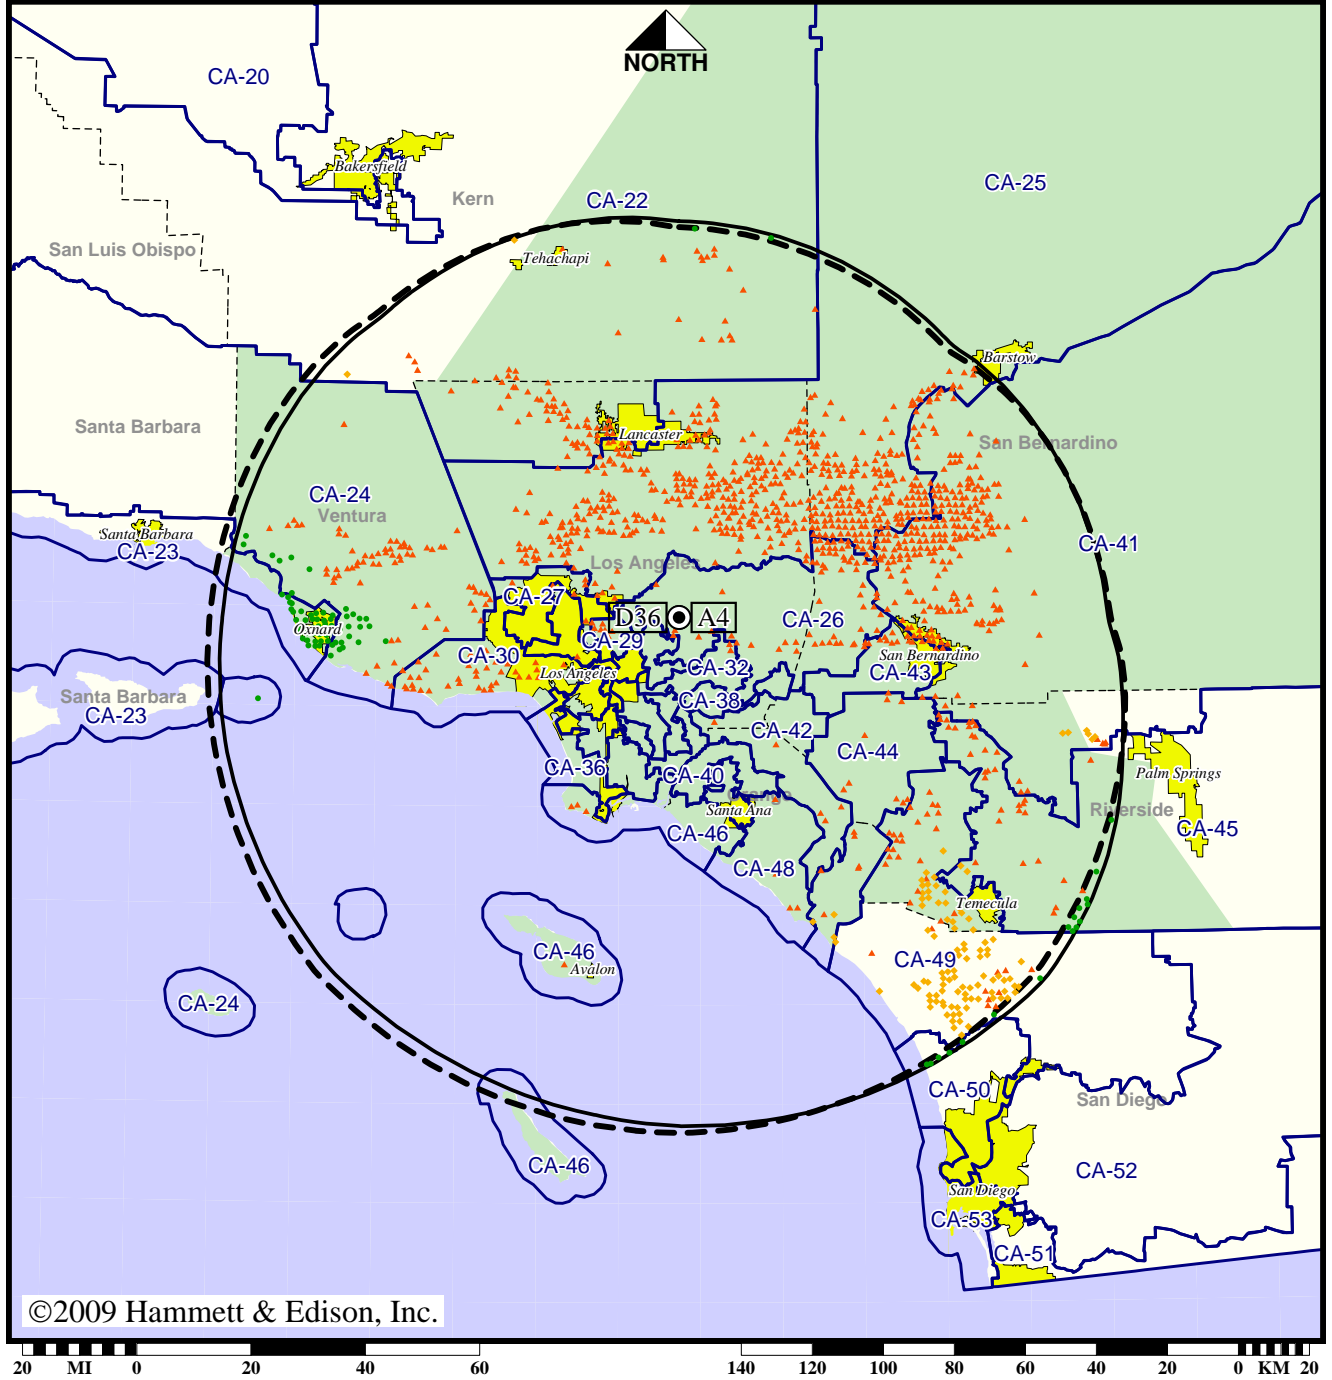 NORTH
CA-20
Bakersfield
Kern
CA-22
CA-25
San Luis Obispo
Tehachapi
Barstow
Santa Barbara
Lancaster
San Bernardino
CA-24
Ventura
Santa Barbara
CA-23
CA-41
Los Angeles
CA-27
D36
A4
CA-26
Oxnard
CA-29
CA-30
San Bernardino
Los Angeles
CA-32
CA-43
Santa Barbara
CA-23
CA-38
CA-42
CA-44
CA-36
CA-40
Palm Springs
Orange
Santa Ana
Riverside
CA-46
CA-45
CA-48
Temecula
CA-46
Avalon
CA-49
CA-24
CA-50
San Diego
CA-46
CA-52
San Diego
CA-53
CA-51
©2009 Hammett & Edison, Inc.
20 MI 0 20 40 60 140 120 100 80 60 40 20 0 KM 20